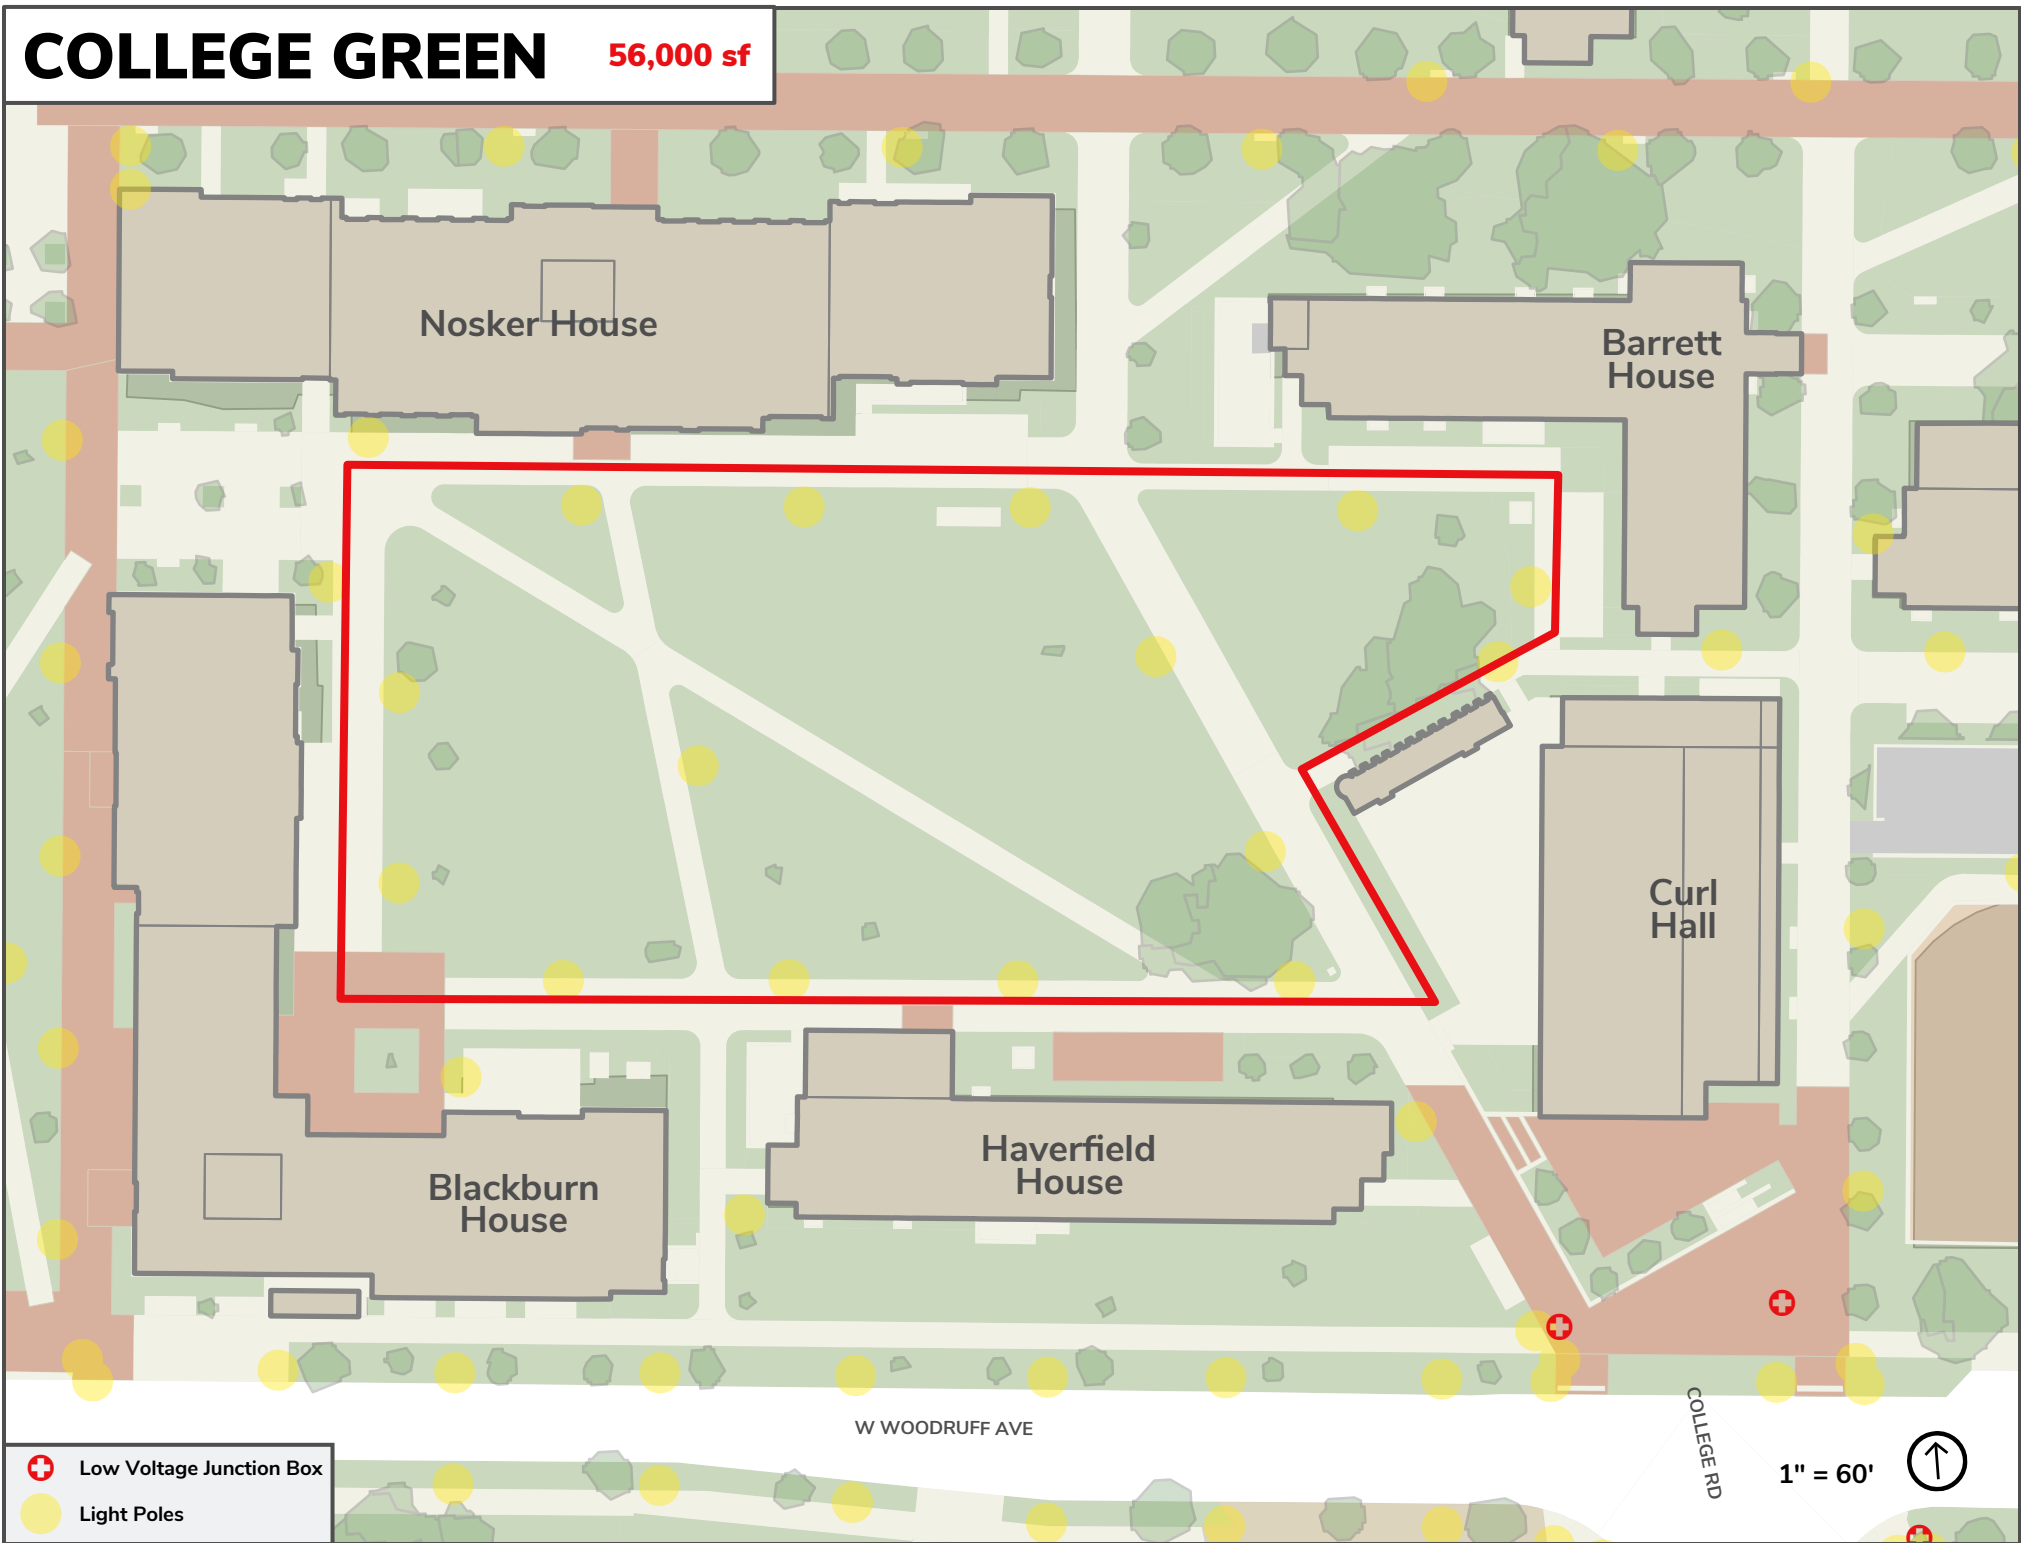 COLLEGE GREEN 56,000 sf
Nosker House
Barrett
House
Curl
Hall
Haverfield
House
Blackburn
House
W WOODRUFF AVE
COLLEGE RD
1" = 60'
Low Voltage Junction Box
Light Poles